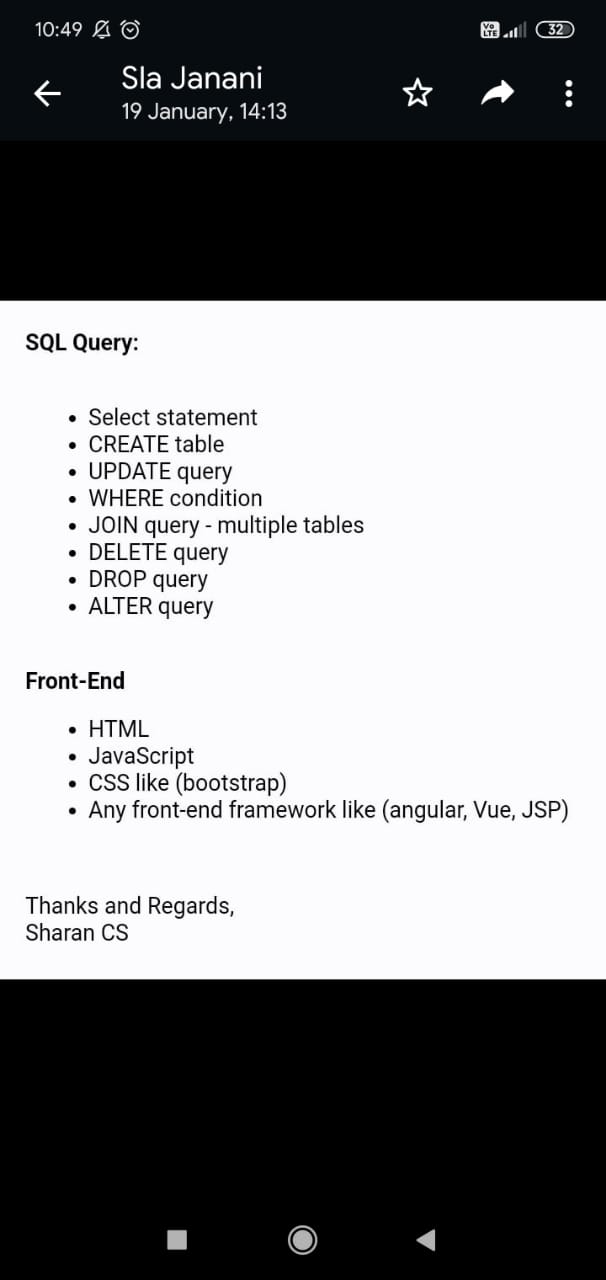 10:49
Vo LTE
32
Sla Janani
19 January, 14:13
SQL Query:
• Select statement
• CREATE table
• UPDATE query
• WHERE condition
• JOIN query - multiple tables
• DELETE query
• DROP query
• ALTER query
Front-End
• HTML
• JavaScript
• CSS like (bootstrap)
• Any front-end framework like (angular, Vue, JSP)
Thanks and Regards,
Sharan CS